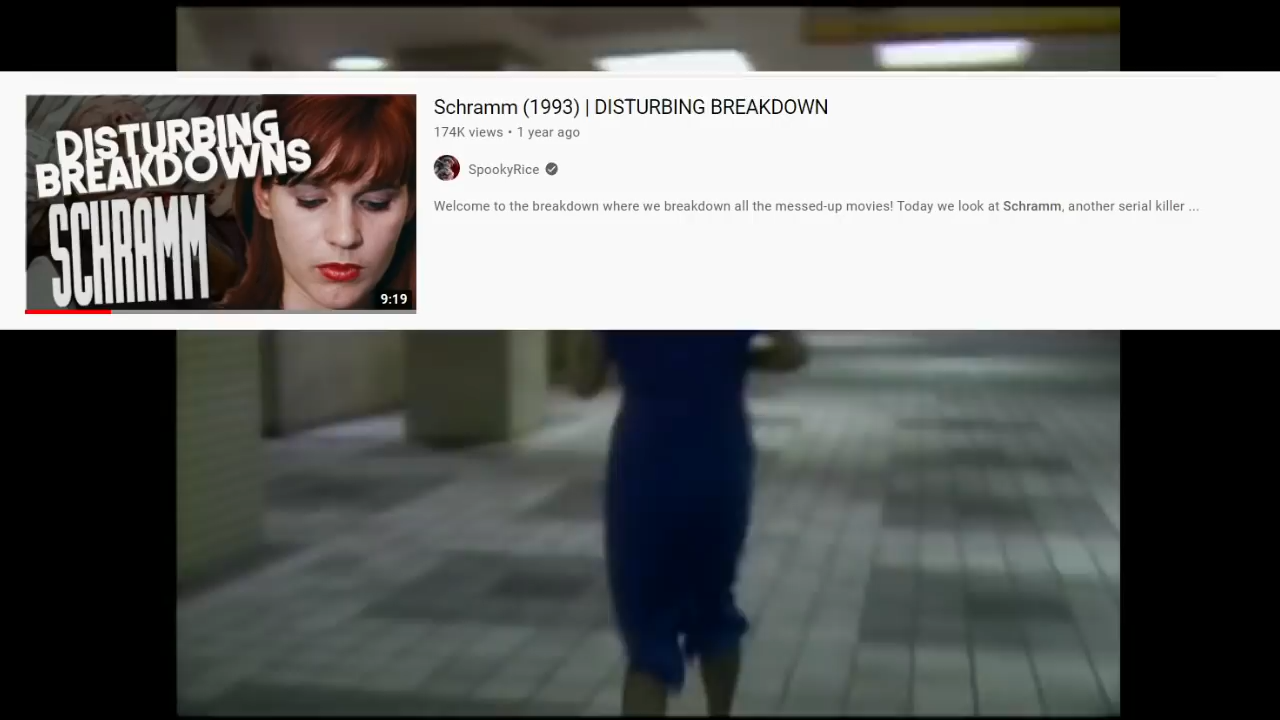 DISTURBING
BREAKDOWNS
SCHRAMM
9:19
Schramm (1993) | DISTURBING BREAKDOWN
174K views • 1 year ago
SpookyRice
Welcome to the breakdown where we breakdown all the messed-up movies! Today we look at Schramm, another serial killer ...